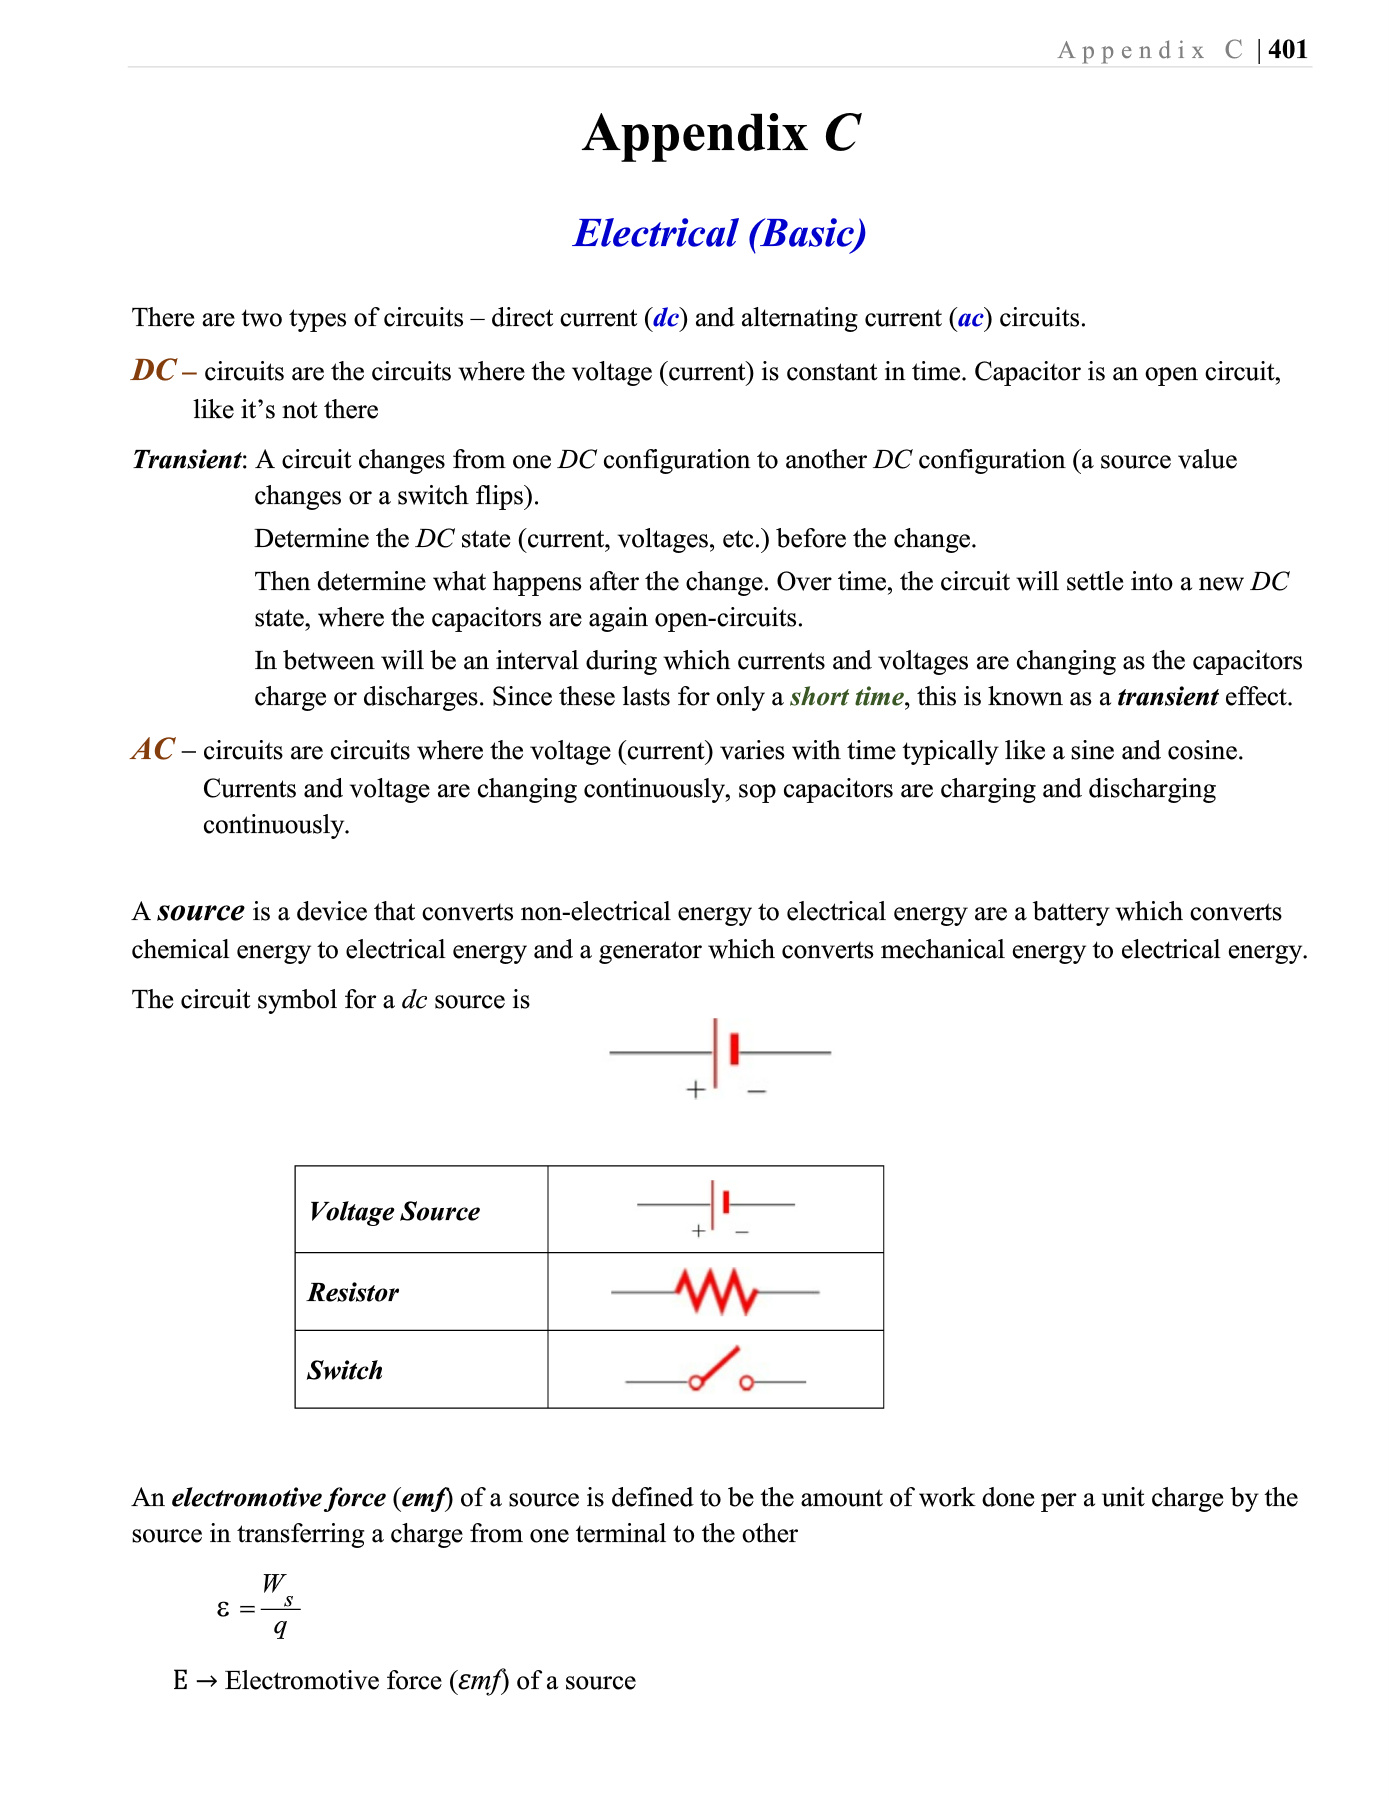 Appendix C | 401
Appendix C
Electrical (Basic)
There are two types of circuits – direct current (dc) and alternating current (ac) circuits.
DC – circuits are the circuits where the voltage (current) is constant in time. Capacitor is an open circuit,
like it’s not there
Transient: A circuit changes from one DC configuration to another DC configuration (a source value
changes or a switch flips).
Determine the DC state (current, voltages, etc.) before the change.
Then determine what happens after the change. Over time, the circuit will settle into a new DC
state, where the capacitors are again open-circuits.
In between will be an interval during which currents and voltages are changing as the capacitors
charge or discharges. Since these lasts for only a short time, this is known as a transient effect.
AC – circuits are circuits where the voltage (current) varies with time typically like a sine and cosine.
Currents and voltage are changing continuously, sop capacitors are charging and discharging
continuously.
A source is a device that converts non-electrical energy to electrical energy are a battery which converts
chemical energy to electrical energy and a generator which converts mechanical energy to electrical energy.
The circuit symbol for a dc source is
+ –
Voltage Source
+ –
Resistor
Switch
An electromotive force (emf) of a source is defined to be the amount of work done per a unit charge by the
source in transferring a charge from one terminal to the other
ε = W_s / q
E → Electromotive force (εmf) of a source